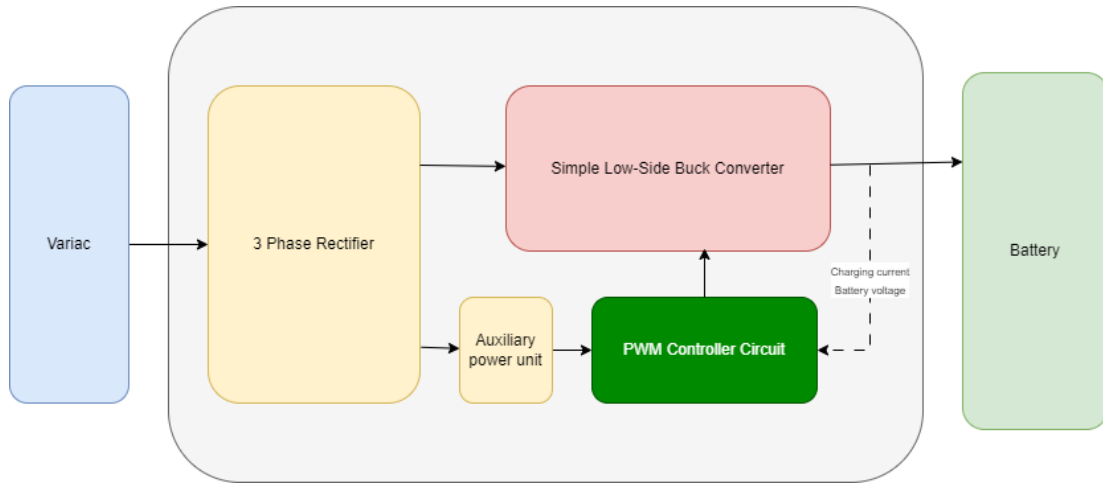 Variac
3 Phase Rectifier
Simple Low-Side Buck Converter
Auxiliary
power unit
PWM Controller Circuit
Charging current
Battery voltage
Battery